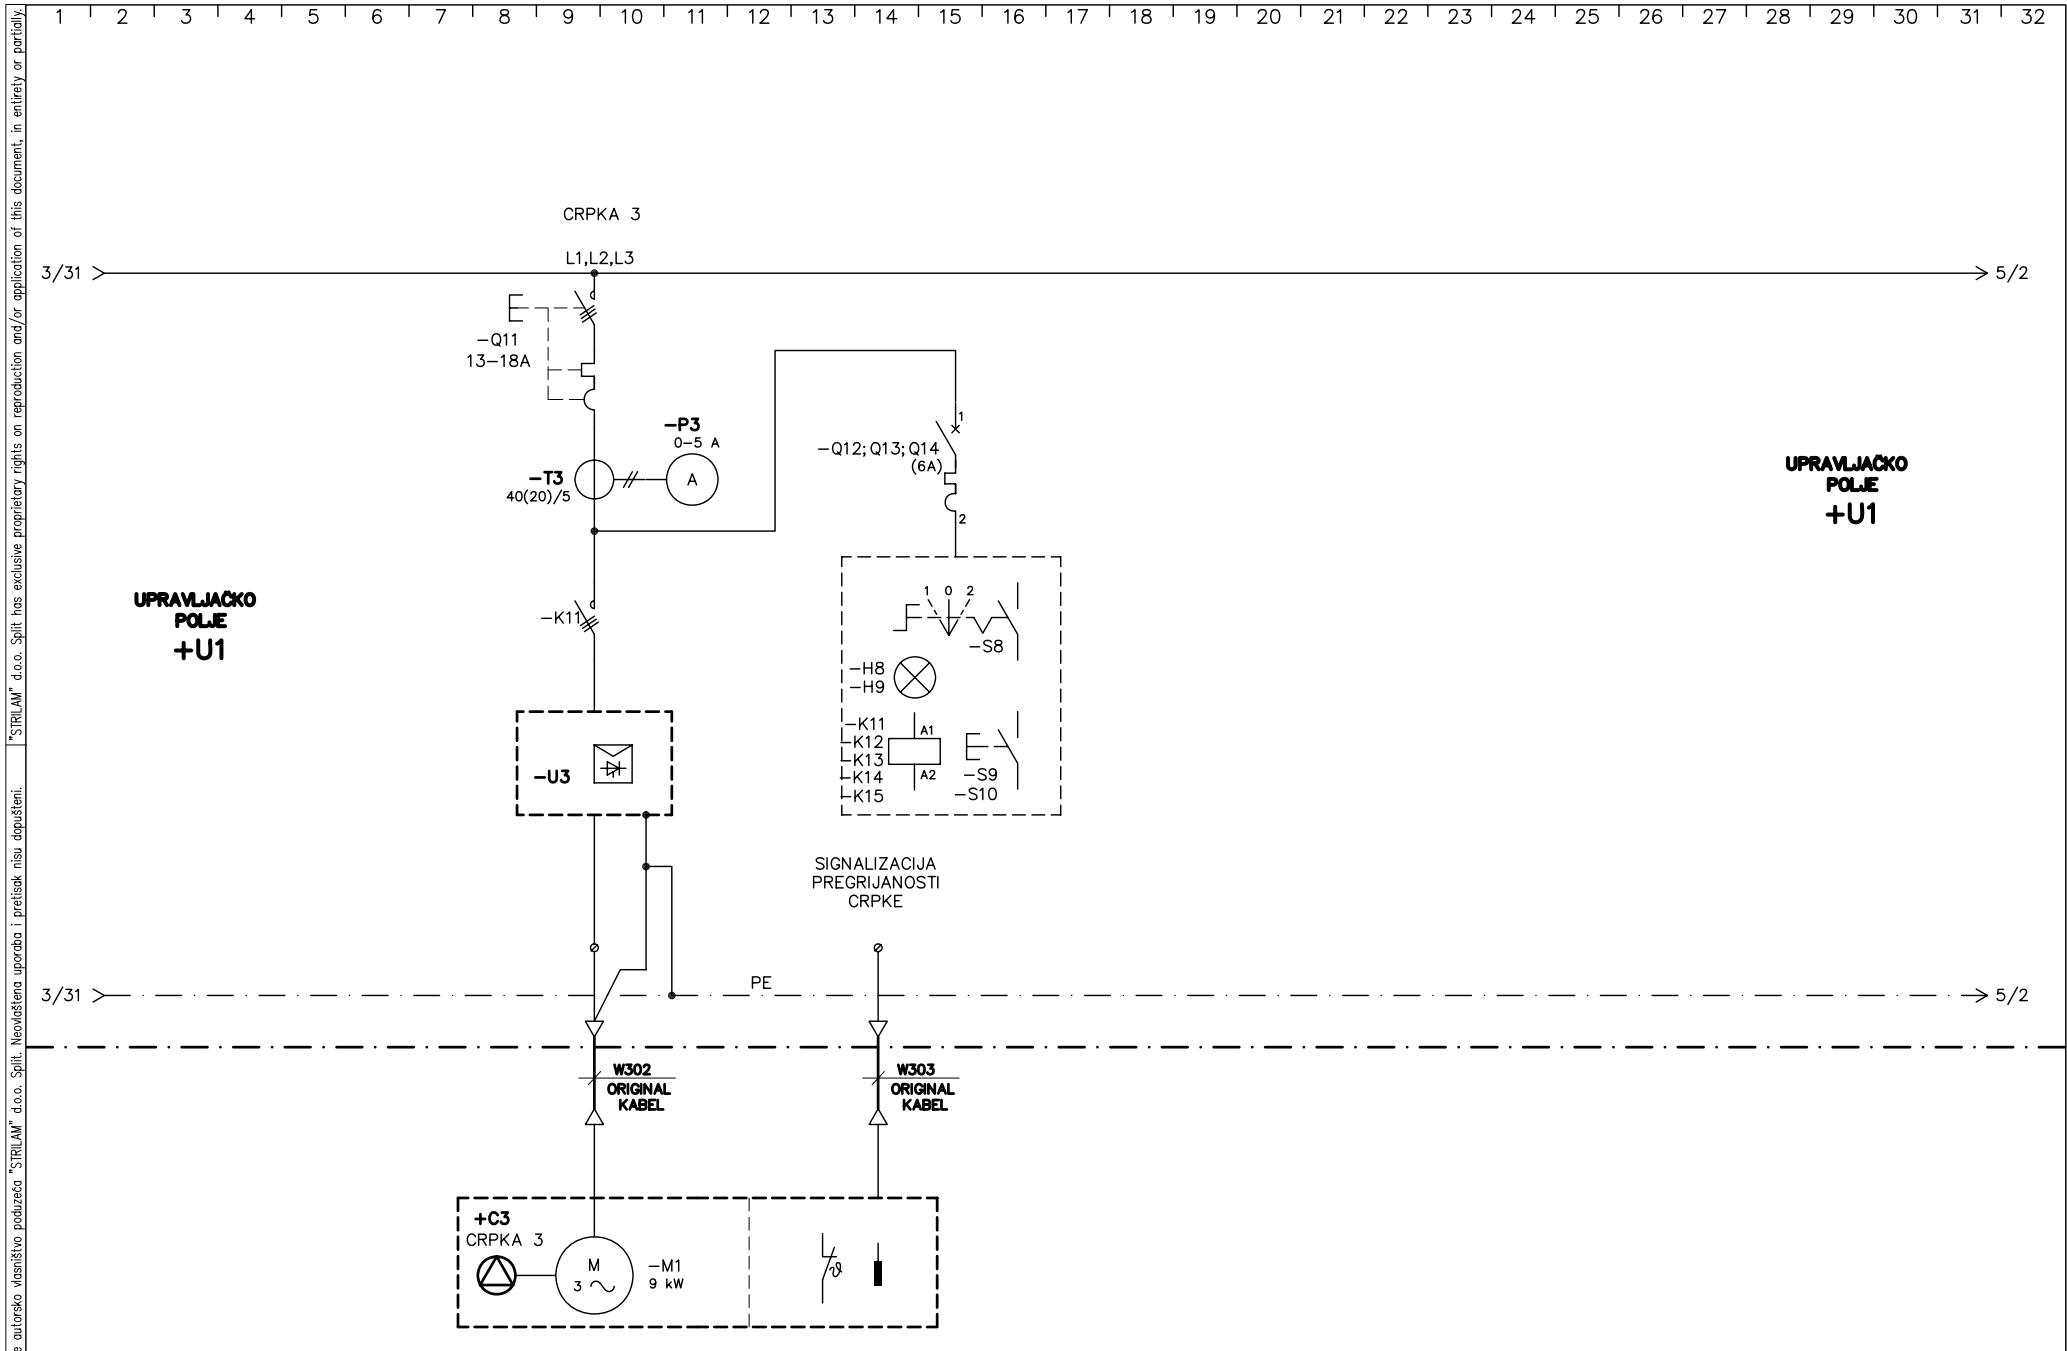 1 2 3 4 5 6 7 8 9 10 11 12 13 14 15 16 17 18 19 20 21 22 23 24 25 26 27 28 29 30 31 32
"STRILAM" d.o.o. Split has exclusive proprietary rights on reproduction and/or application of this document, in entirety or partially.
autorsko vlasništvo poduzeća "STRILAM" d.o.o. Split. Neovlaštena uporaba i pretisak nisu dopušteni.
CRPKA 3
L1,L2,L3
3/31
5/2
-Q11
13-18A
-P3
0-5 A
A
-T3
40(20)/5
1
-Q12;Q13;Q14
(6A)
2
UPRAVLJAČKO
POLJE
+U1
UPRAVLJAČKO
POLJE
+U1
-K11
1 0 2
-S8
-H8
-H9
-K11
-K12
-K13
-K14
-K15
A1
A2
-S9
-S10
-U3
SIGNALIZACIJA
PREGRIJANOSTI
CRPKE
3/31
PE
5/2
W302
ORIGINAL
KABEL
W303
ORIGINAL
KABEL
+C3
CRPKA 3
M
3
-M1
9 kW